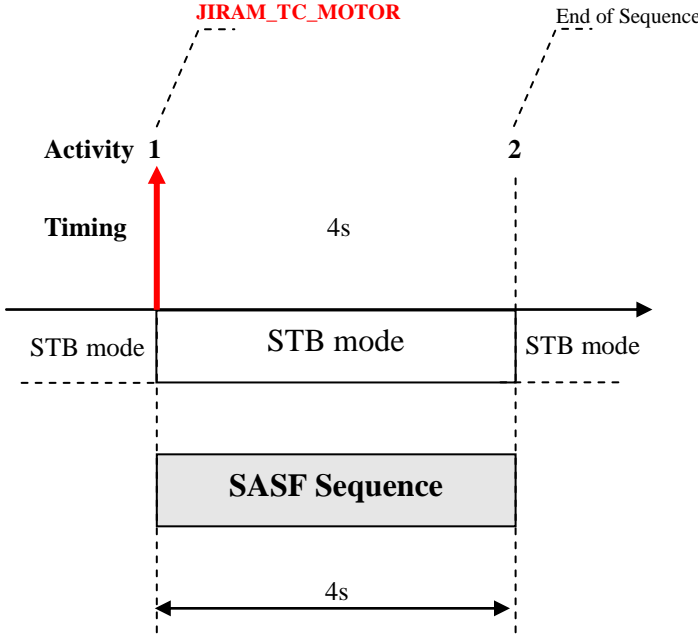 JIRAM_TC_MOTOR
End of Sequence
Activity 1
2
Timing
4s
STB mode
STB mode
STB mode
SASF Sequence
4s